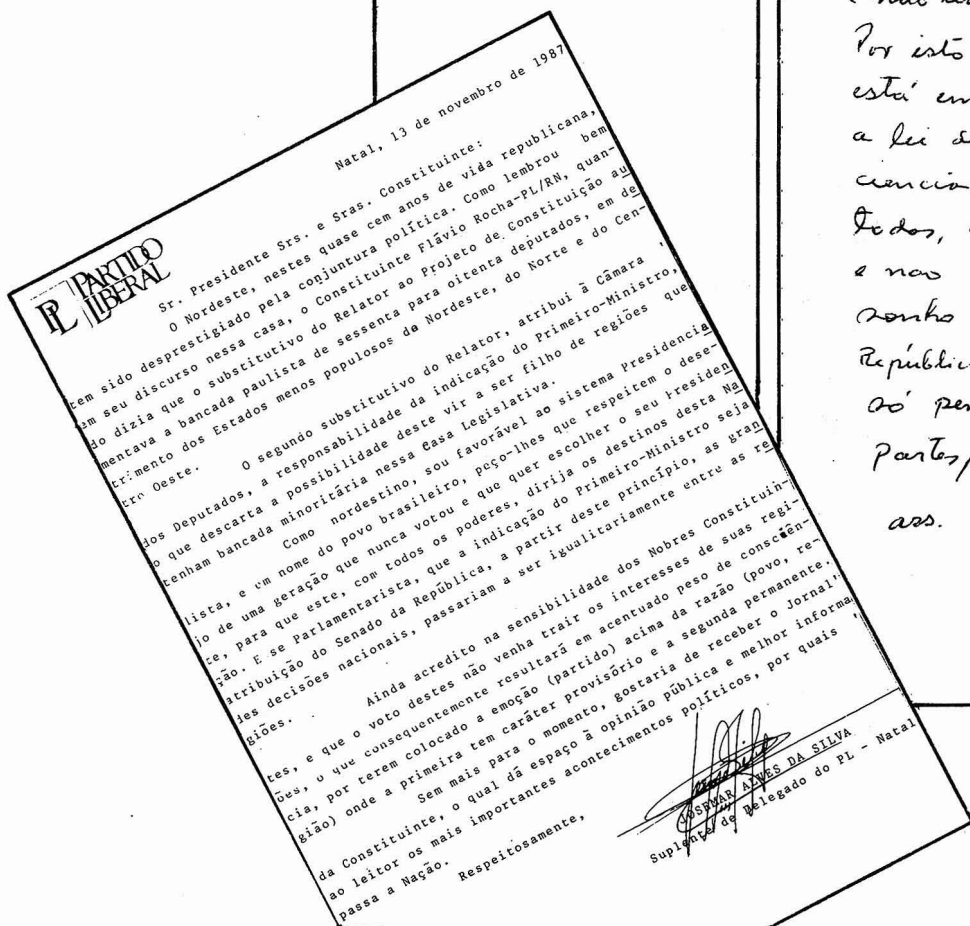 PL PARTIDO
LIBERAL
Natal, 13 de novembro de 1987
Sr. Presidente Srs. e Sras. Constituinte:
O Nordeste, nestes quase cem anos de vida republicana,
tem sido desprestigiado pela conjuntura política. Como lembrou bem
em seu discurso nessa casa, o Constituinte Flávio Rocha-PL/RN, quan-
do dizia que o substitutivo do Relator ao Projeto de Constituição au
mentava a bancada paulista de sessenta para oitenta deputados, em de
trimento dos Estados menos populosos do Nordeste, do Norte e do Cen-
tro Oeste.
O segundo substitutivo do Relator, atribui à Câmara
dos Deputados, a responsabilidade da indicação do Primeiro-Ministro,
o que descarta a possibilidade deste vir a ser filho de regiões que
tenham bancada minoritária nessa Casa Legislativa.
Como nordestino, sou favorável ao sistema Presidencia
lista, e em nome do povo brasileiro, peço-lhes que respeitem o dese-
jo de uma geração que nunca votou e que quer escolher o seu Presiden
te, para que este, com todos os poderes, dirija os destinos desta Na
ção. E se Parlamentarista, que a indicação do Primeiro-Ministro seja
atribuição do Senado da República, a partir deste princípio, as gran
des decisões nacionais, passariam a ser igualitariamente entre as re
giões.
Ainda acredito na sensibilidade dos Nobres Constituin-
tes, e que o voto destes não venha trair os interesses de suas regi-
ões, o que consequentemente resultará em acentuado peso de consciên-
cia, por terem colocado a emoção (partido) acima da razão (povo, re-
gião) onde a primeira tem caráter provisório e a segunda permanente.
Sem mais para o momento, gostaria de receber o Jornal'
da Constituinte, o qual dá espaço à opinião pública e melhor informa,
ao leitor os mais importantes acontecimentos políticos, por quais
passa a Nação.
Respeitosamente,
JOSEMAR ALVES DA SILVA
Suplente de Delegado do PL - Natal
Por isto
está em
a lei d
ciencia
todos,
e nao
sonho
República
só pe
partes
ass.